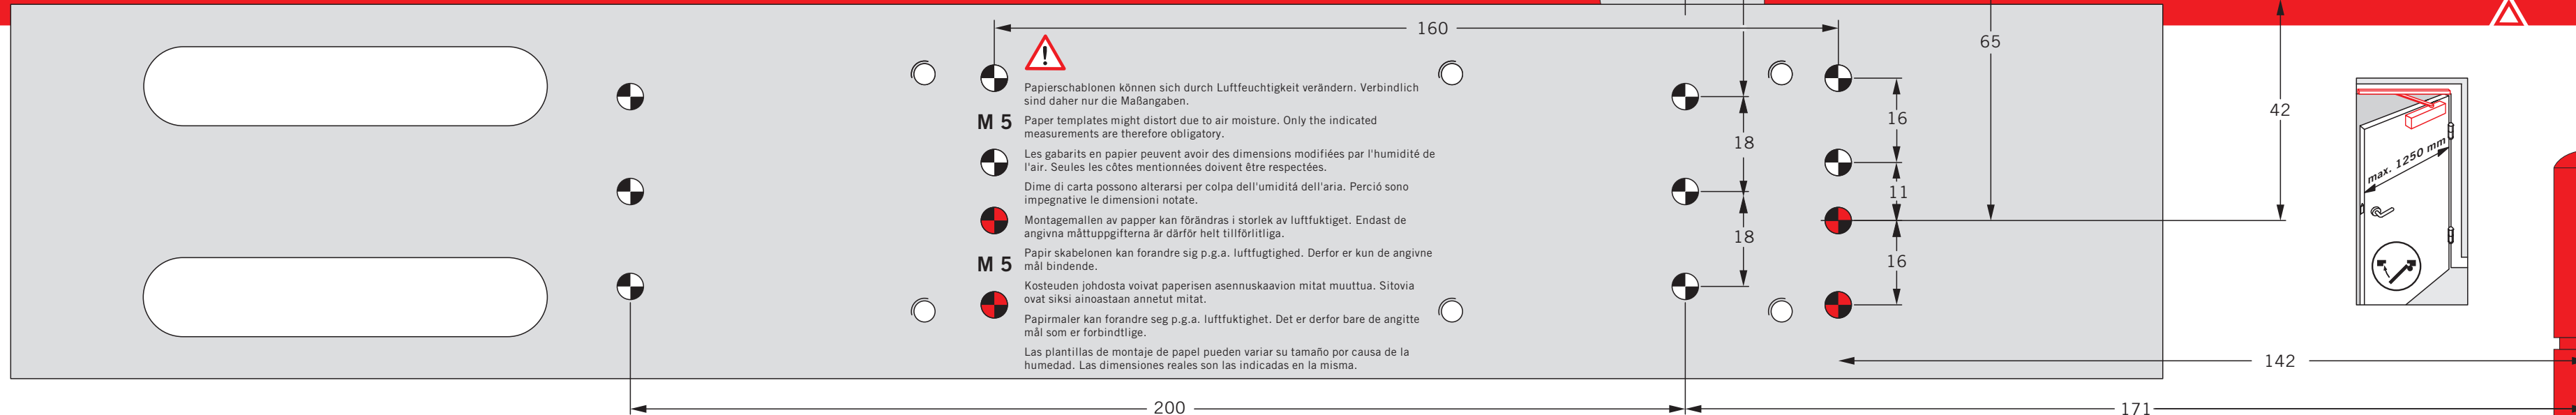 160
65
42
Papierschablonen können sich durch Luftfeuchtigkeit verändern. Verbindlich
sind daher nur die Maßangaben.
M 5
Paper templates might distort due to air moisture. Only the indicated
measurements are therefore obligatory.
Les gabarits en papier peuvent avoir des dimensions modifiées par l'humidité de
l'air. Seules les côtes mentionnées doivent être respectées.
Dime di carta possono alterarsi per colpa dell'umiditá dell'aria. Perció sono
impegnative le dimensioni notate.
Montagemallen av papper kan förändras i storlek av luftfuktiget. Endast de
angivna måttuppgifterna är därför helt tillförlitliga.
M 5
Papir skabelonen kan forandre sig p.g.a. luftfugtighed. Derfor er kun de angivne
mål bindende.
Kosteuden johdosta voivat paperisen asennuskaavion mitat muuttua. Sitovia
ovat siksi ainoastaan annetut mitat.
Papirmaler kan forandre seg p.g.a. luftfuktighet. Det er derfor bare de angitte
mål som er forbindtlige.
Las plantillas de montaje de papel pueden variar su tamaño por causa de la
humedad. Las dimensiones reales son las indicadas en la misma.
18
18
16
11
16
max. 1250 mm
142
200
171